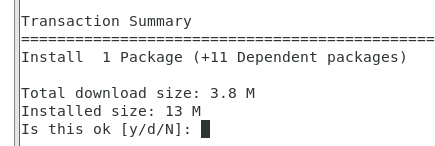 Transaction Summary
================================================
Install  1 Package (+11 Dependent packages)
Total download size: 3.8 M
Installed size: 13 M
Is this ok [y/d/N]: